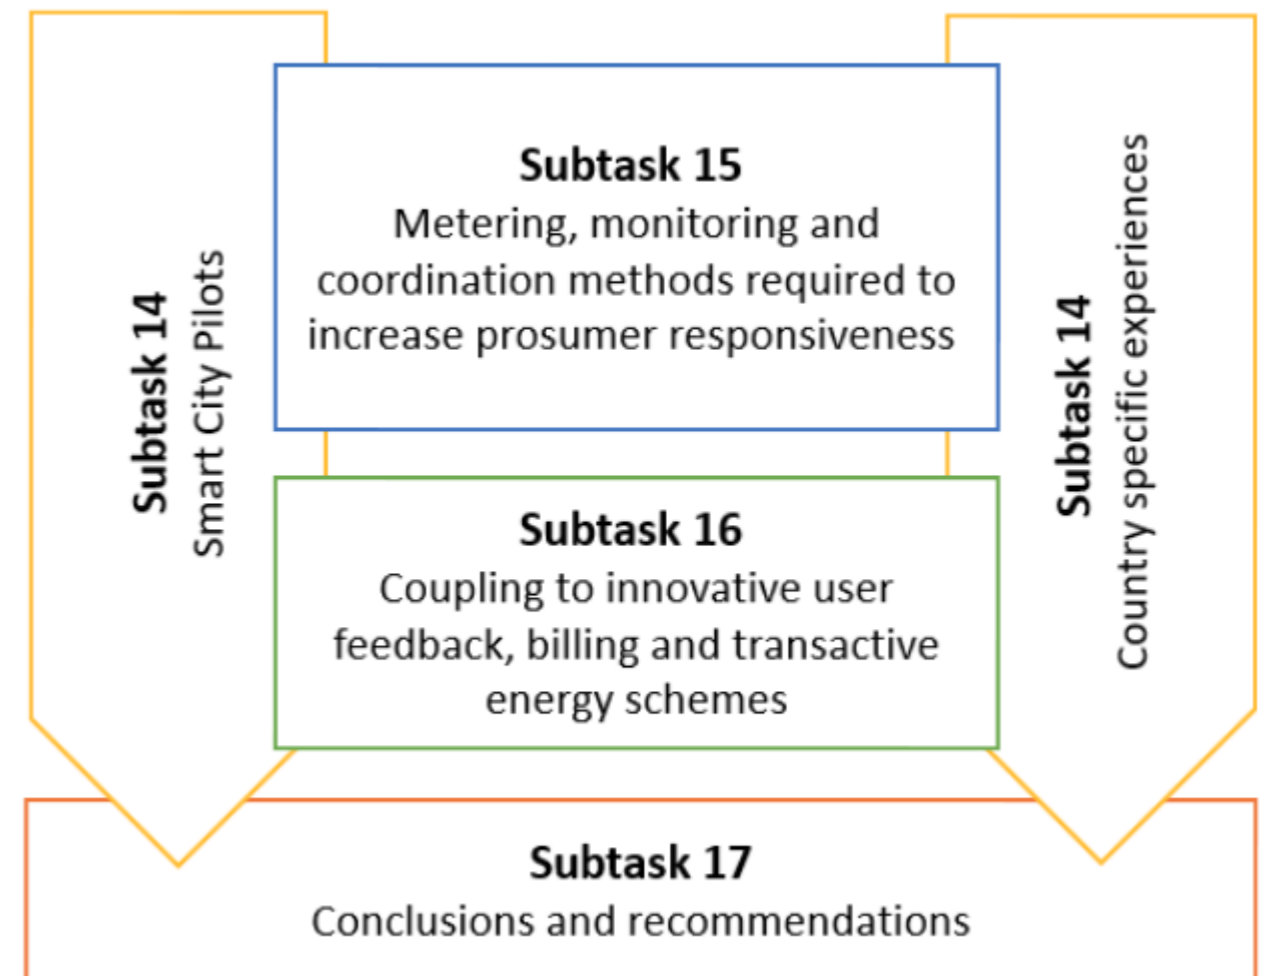 Subtask 14
Smart City Pilots
Subtask 15
Metering, monitoring and
coordination methods required to
increase prosumer responsiveness
Subtask 16
Coupling to innovative user
feedback, billing and transactive
energy schemes
Subtask 14
Country specific experiences
Subtask 17
Conclusions and recommendations